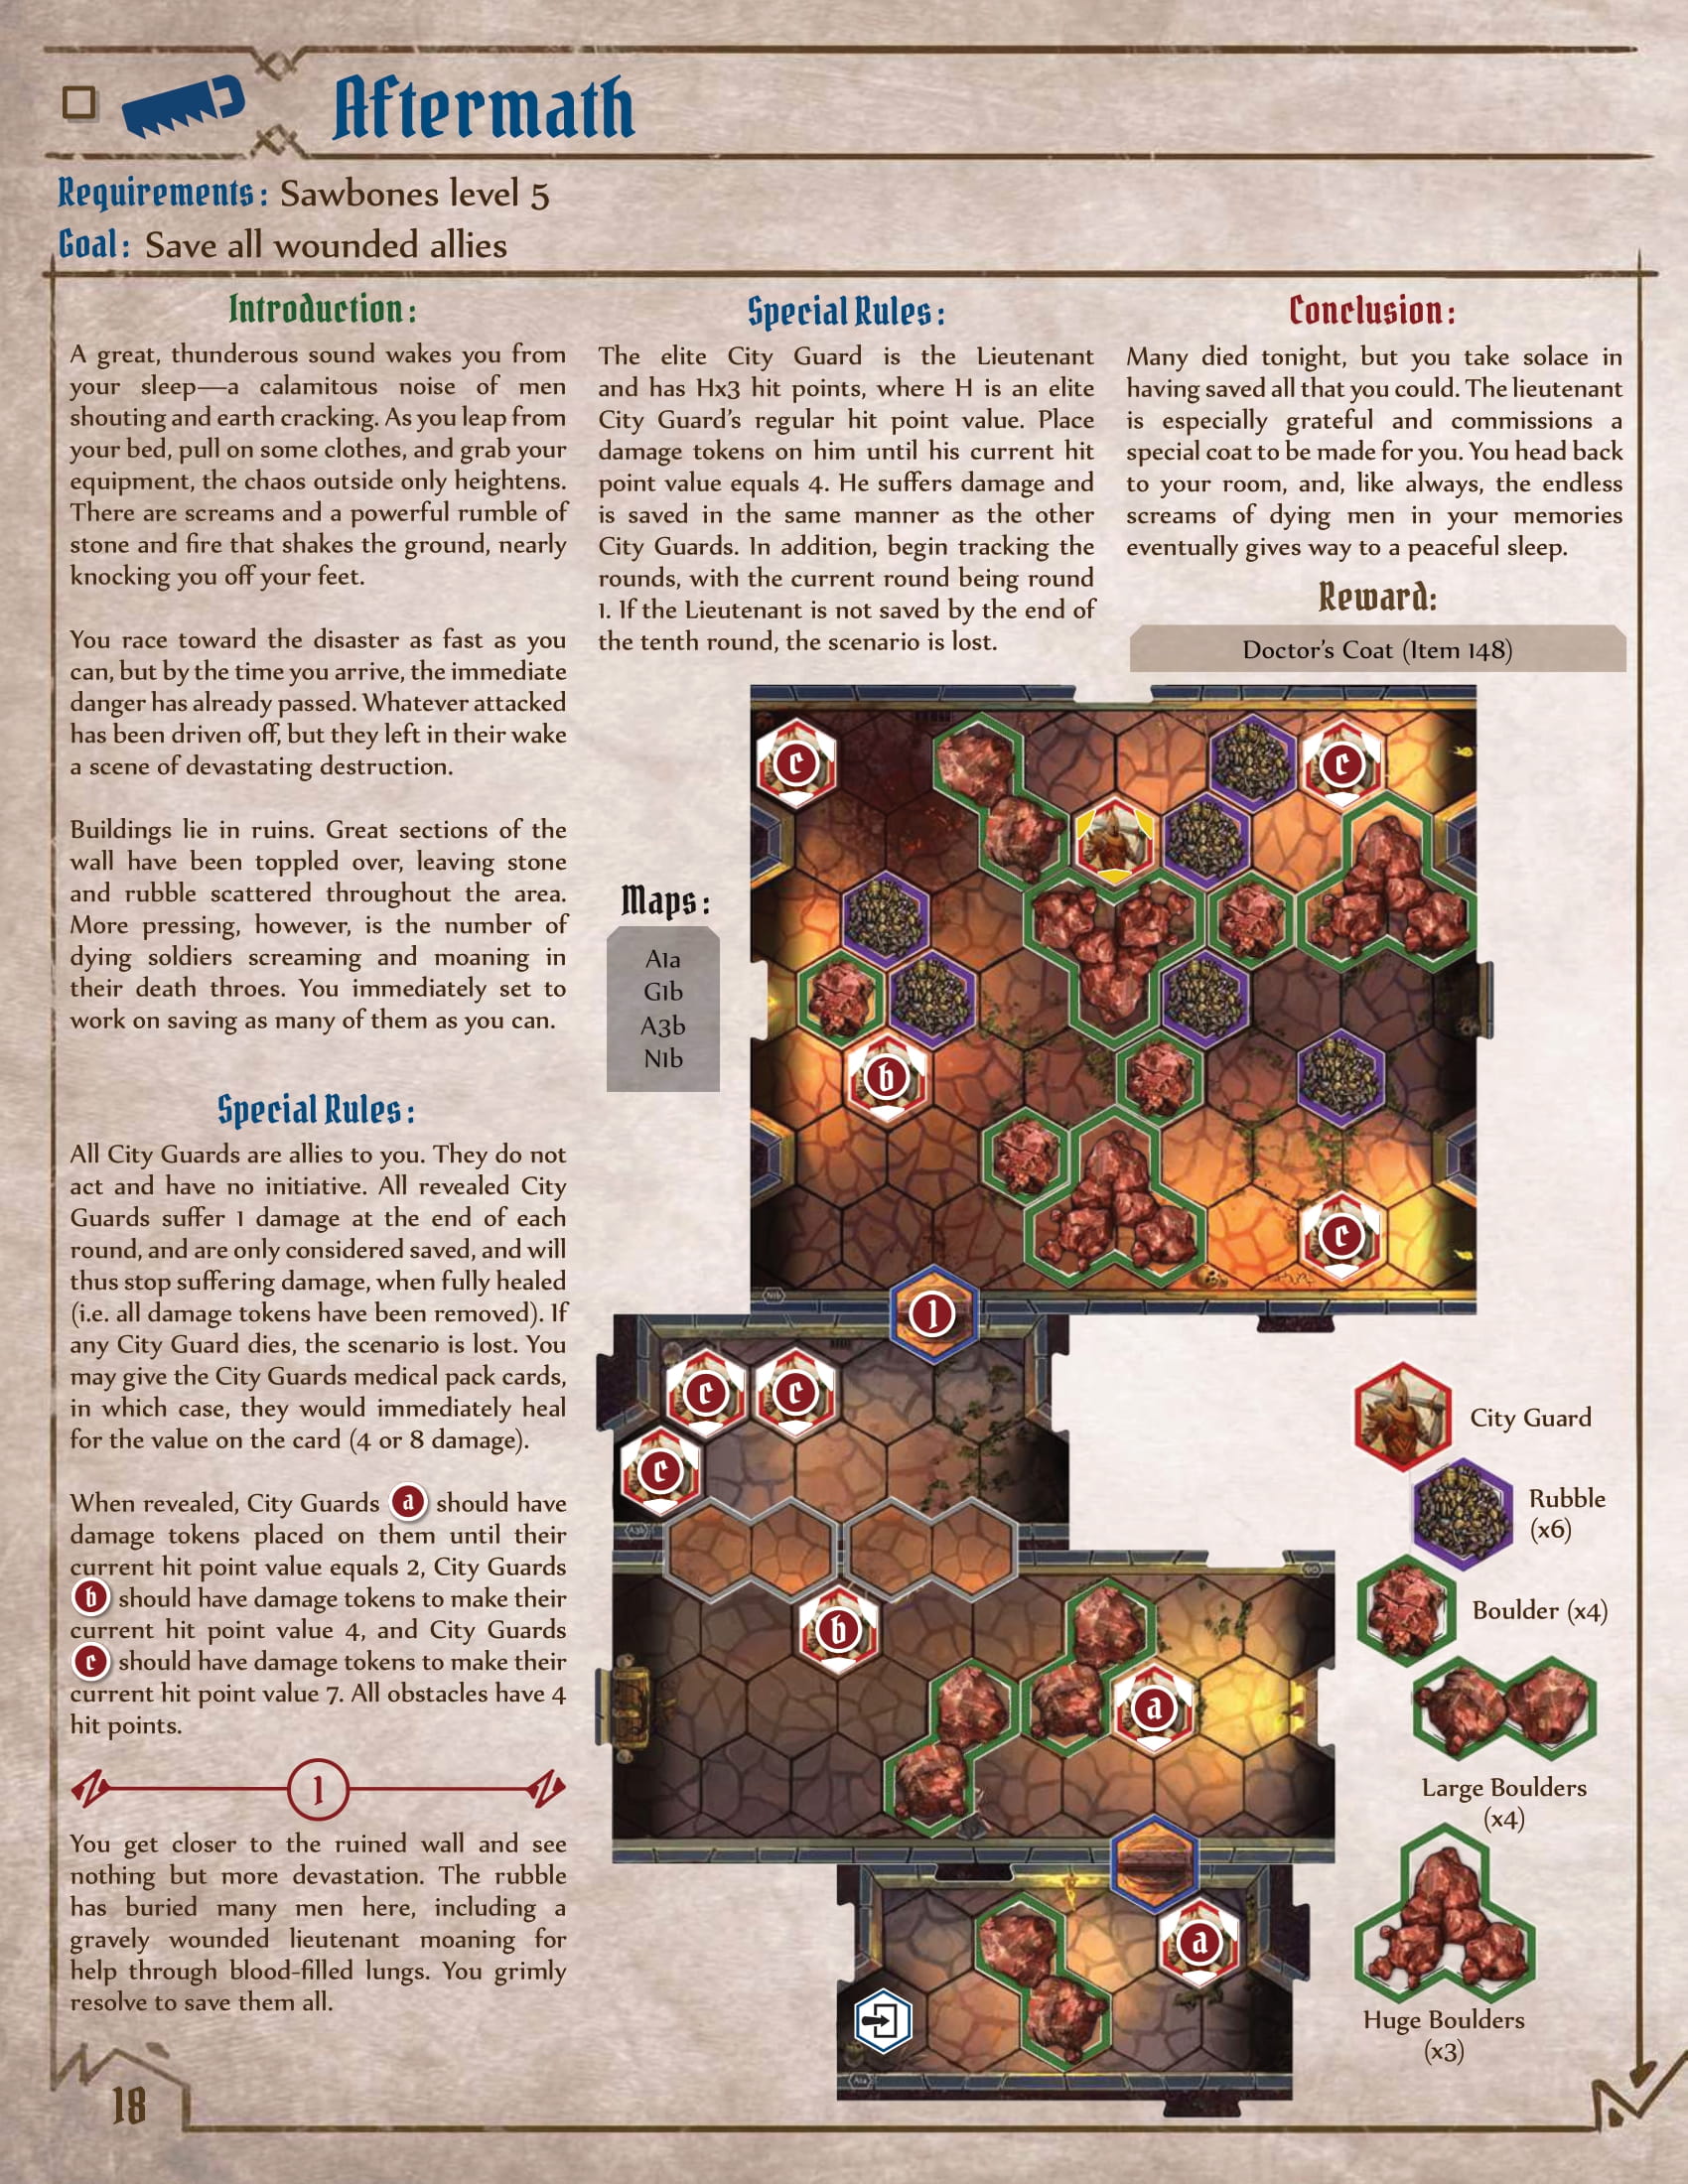 Aftermath
Requirements: Sawbones level 5
Goal: Save all wounded allies
Introduction:
A great, thunderous sound wakes you from
your sleep—a calamitous noise of men
shouting and earth cracking. As you leap from
your bed, pull on some clothes, and grab your
equipment, the chaos outside only heightens.
There are screams and a powerful rumble of
stone and fire that shakes the ground, nearly
knocking you off your feet.
You race toward the disaster as fast as you
can, but by the time you arrive, the immediate
danger has already passed. Whatever attacked
has been driven off, but they left in their wake
a scene of devastating destruction.
Buildings lie in ruins. Great sections of the
wall have been toppled over, leaving stone
and rubble scattered throughout the area.
More pressing, however, is the number of
dying soldiers screaming and moaning in
their death throes. You immediately set to
work on saving as many of them as you can.
Special Rules:
All City Guards are allies to you. They do not
act and have no initiative. All revealed City
Guards suffer 1 damage at the end of each
round, and are only considered saved, and will
thus stop suffering damage, when fully healed
(i.e. all damage tokens have been removed). If
any City Guard dies, the scenario is lost. You
may give the City Guards medical pack cards,
in which case, they would immediately heal
for the value on the card (4 or 8 damage).
When revealed, City Guards a should have
damage tokens placed on them until their
current hit point value equals 2, City Guards
b should have damage tokens to make their
current hit point value 4, and City Guards
c should have damage tokens to make their
current hit point value 7. All obstacles have 4
hit points.
1
You get closer to the ruined wall and see
nothing but more devastation. The rubble
has buried many men here, including a
gravely wounded lieutenant moaning for
help through blood-filled lungs. You grimly
resolve to save them all.
18
Special Rules:
The elite City Guard is the Lieutenant
and has Hx3 hit points, where H is an elite
City Guard's regular hit point value. Place
damage tokens on him until his current hit
point value equals 4. He suffers damage and
is saved in the same manner as the other
City Guards. In addition, begin tracking the
rounds, with the current round being round
1. If the Lieutenant is not saved by the end of
the tenth round, the scenario is lost.
Conclusion:
Many died tonight, but you take solace in
having saved all that you could. The lieutenant
is especially grateful and commissions a
special coat to be made for you. You head back
to your room, and, like always, the endless
screams of dying men in your memories
eventually gives way to a peaceful sleep.
Reward:
Doctor's Coat (Item 148)
Maps:
A1a
G1b
A3b
N1b
c
c
b
c
N1b
1
c
c
c
A3b
b
a
a
A1a
City Guard
Rubble
(x6)
Boulder (x4)
Large Boulders
(x4)
Huge Boulders
(x3)